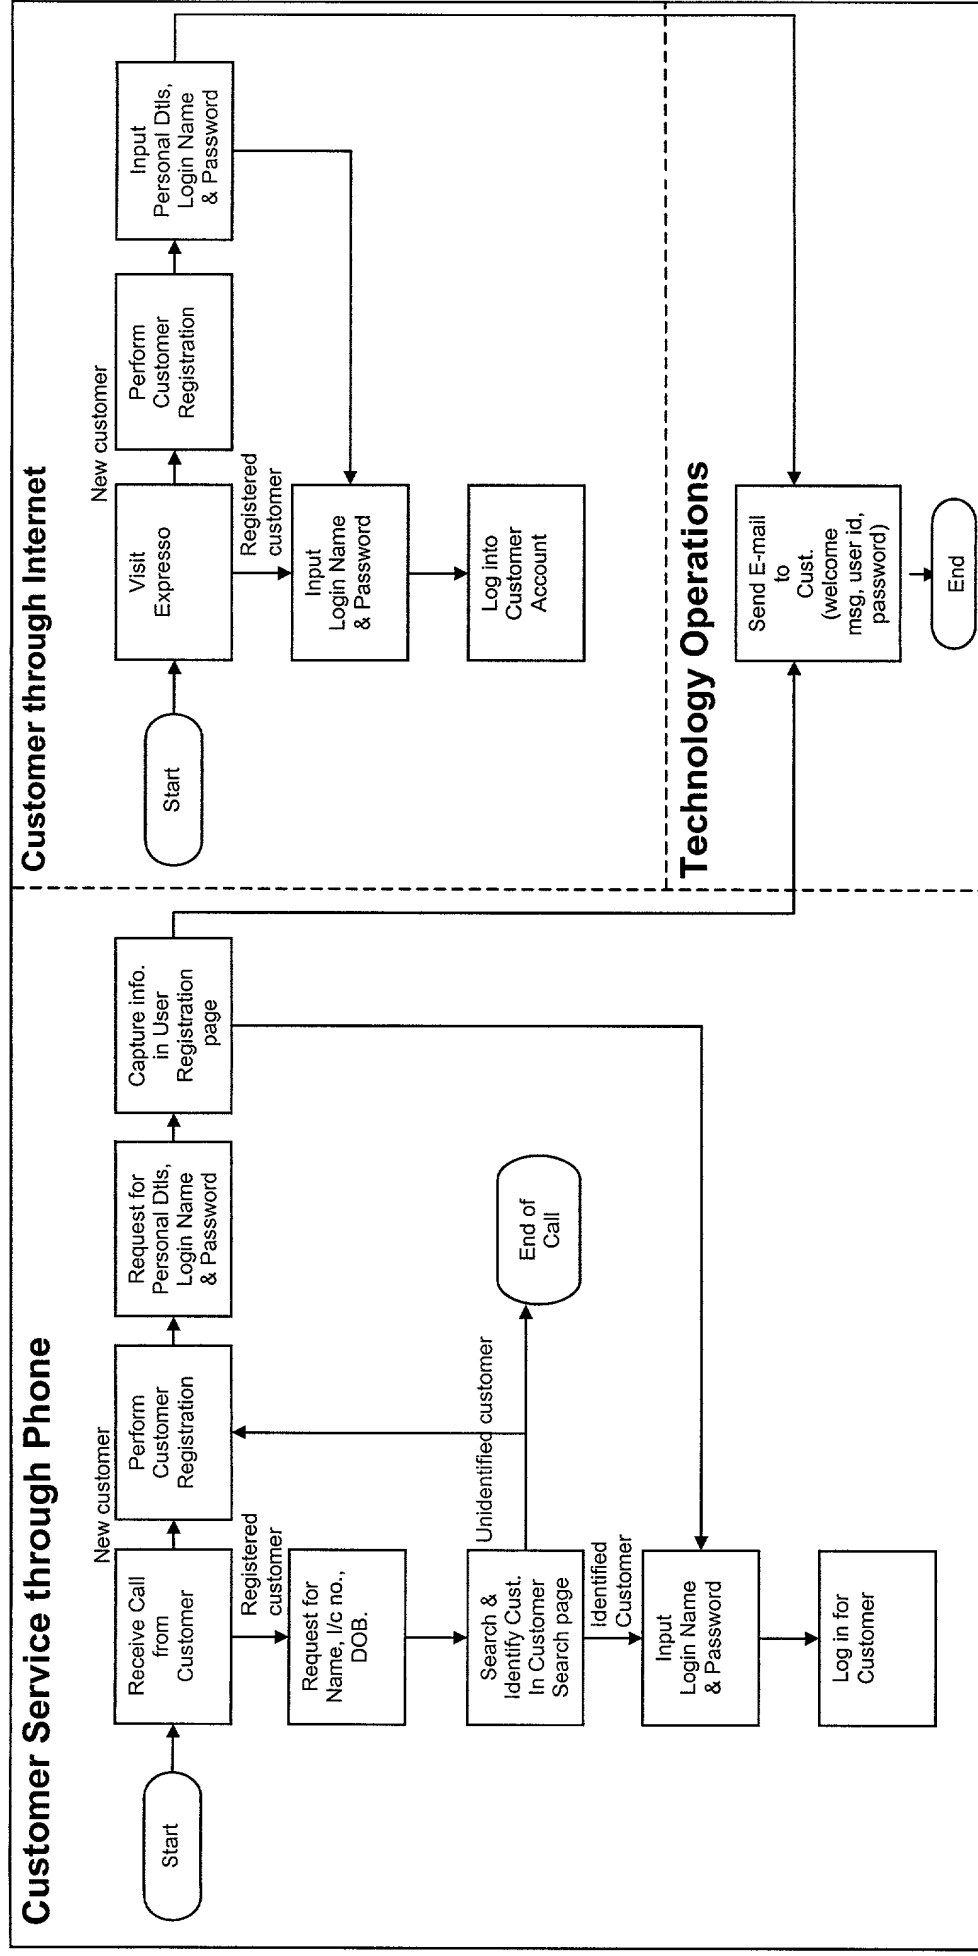 Customer Service through Phone
Start
Receive Call
from
Customer
New customer
Perform
Customer
Registration
Request for
Personal Dtls,
Login Name
& Password
Capture info.
in User
Registration
page
Registered
customer
Request for
Name, I/c no.,
DOB.
Search &
Identify Cust.
In Customer
Search page
Unidentified customer
End of
Call
Identified
Customer
Input
Login Name
& Password
Log in for
Customer
Customer through Internet
Start
Visit
Expresso
New customer
Perform
Customer
Registration
Input
Personal Dtls,
Login Name
& Password
Registered
customer
Input
Login Name
& Password
Log into
Customer
Account
Technology Operations
Send E-mail
to
Cust.
(welcome
msg, user id,
password)
End